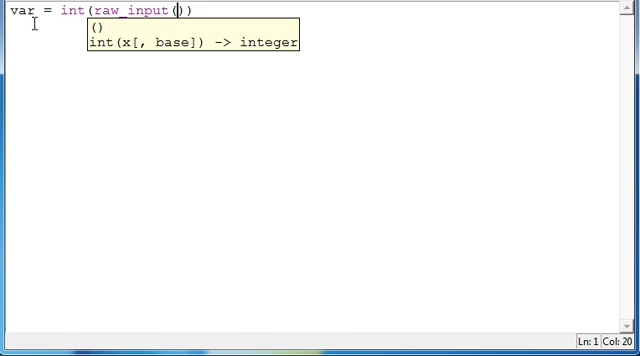 var = int(raw_input())
()
int(x[, base]) -> integer
Ln: 1 Col: 20